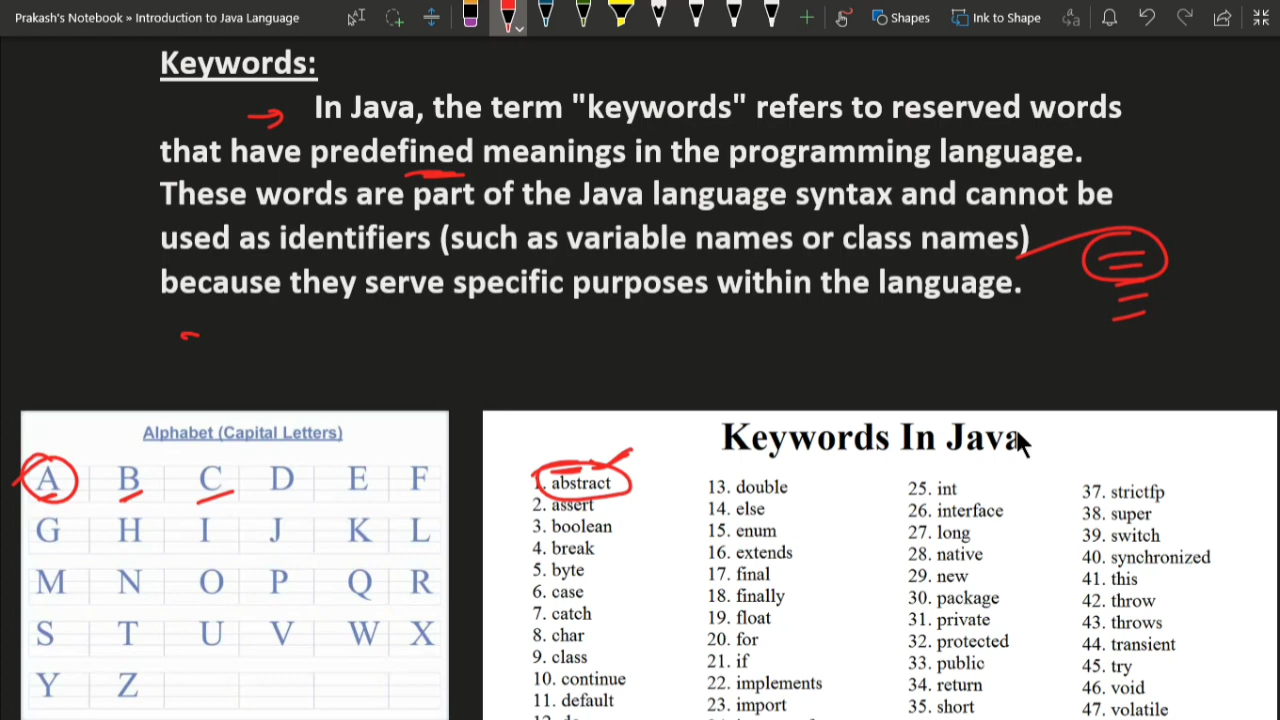 Prakash's Notebook » Introduction to Java Language
Shapes
Ink to Shape
Keywords:
In Java, the term "keywords" refers to reserved words
that have predefined meanings in the programming language.
These words are part of the Java language syntax and cannot be
used as identifiers (such as variable names or class names)
because they serve specific purposes within the language.
Alphabet (Capital Letters)
A B C D E F
G H I J K L
M N O P Q R
S T U V W X
Y Z
Keywords In Java
1. abstract
2. assert
3. boolean
4. break
5. byte
6. case
7. catch
8. char
9. class
10. continue
11. default
13. double
14. else
15. enum
16. extends
17. final
18. finally
19. float
20. for
21. if
22. implements
23. import
25. int
26. interface
27. long
28. native
29. new
30. package
31. private
32. protected
33. public
34. return
35. short
37. strictfp
38. super
39. switch
40. synchronized
41. this
42. throw
43. throws
44. transient
45. try
46. void
47. volatile